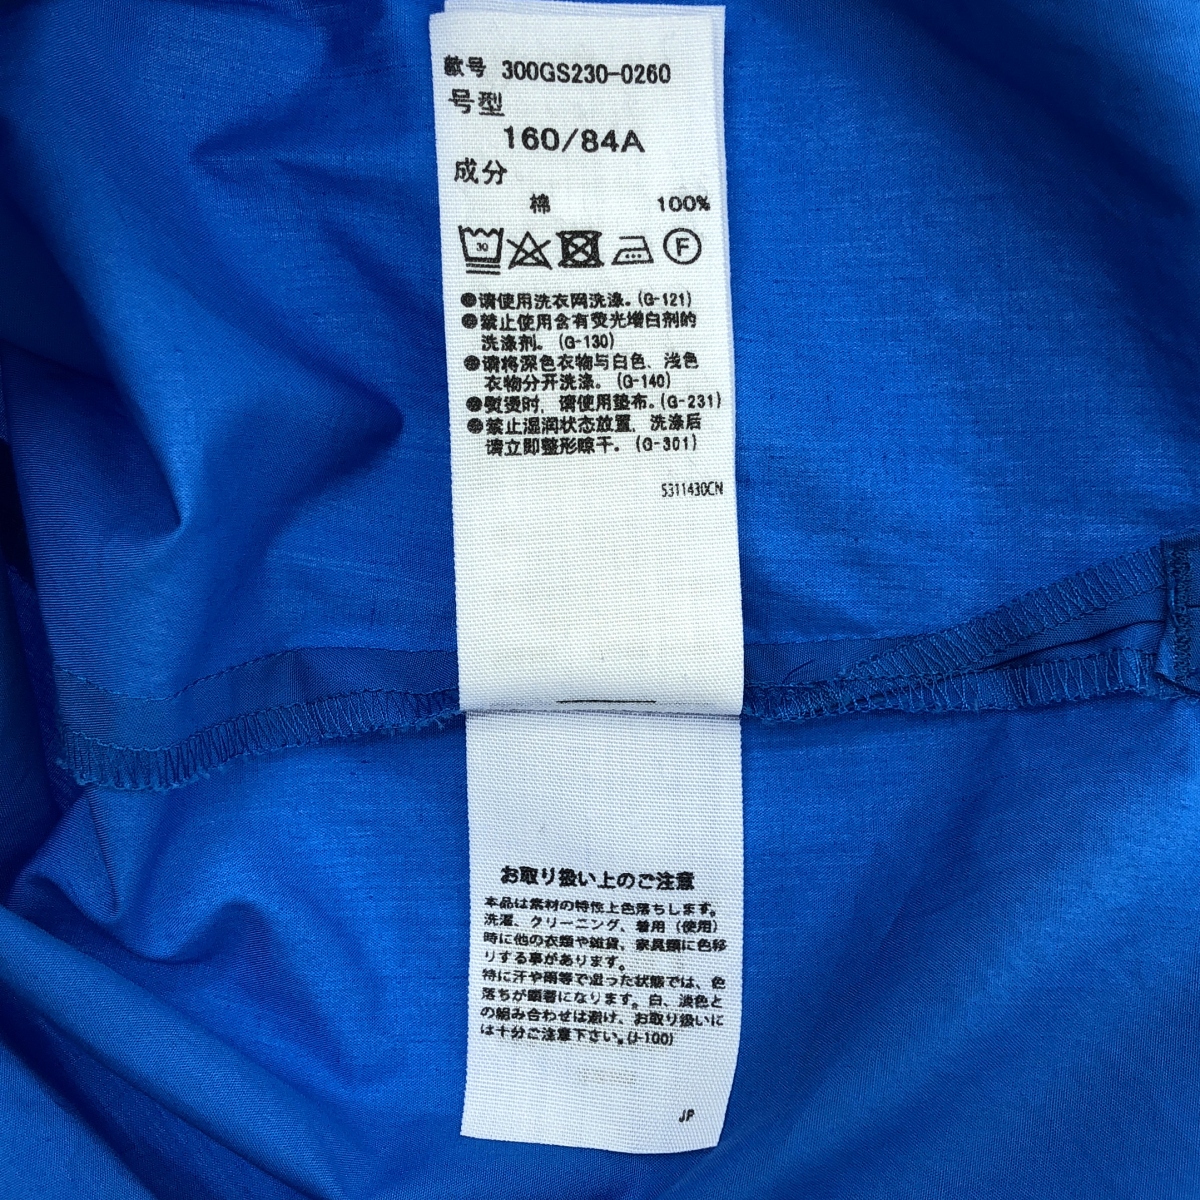 款号 300GS230-0260
号型
160/84A
成分
棉 100%
30 F
●请使用洗衣网洗涤。(G-121)
●禁止使用含有荧光增白剂的
洗涤剂。(G-130)
●请将深色衣物与白色、浅色
衣物分开洗涤。(G-140)
●熨烫时，请使用垫布。(G-231)
●禁止湿润状态放置，洗涤后
请立即整形晾干。(G-301)
S311430CN
お取り扱い上のご注意
本品は素材の特性上色落ちします。
洗濯、クリーニング、着用（使用）
時に他の衣類や雑貨、家具類に色移
りする事があります。
特に汗や雨等で湿った状態では、色
落ちが顕著になります。白、淡色と
の組み合わせは避け、お取り扱いに
は十分ご注意下さい。(J-100)
JP